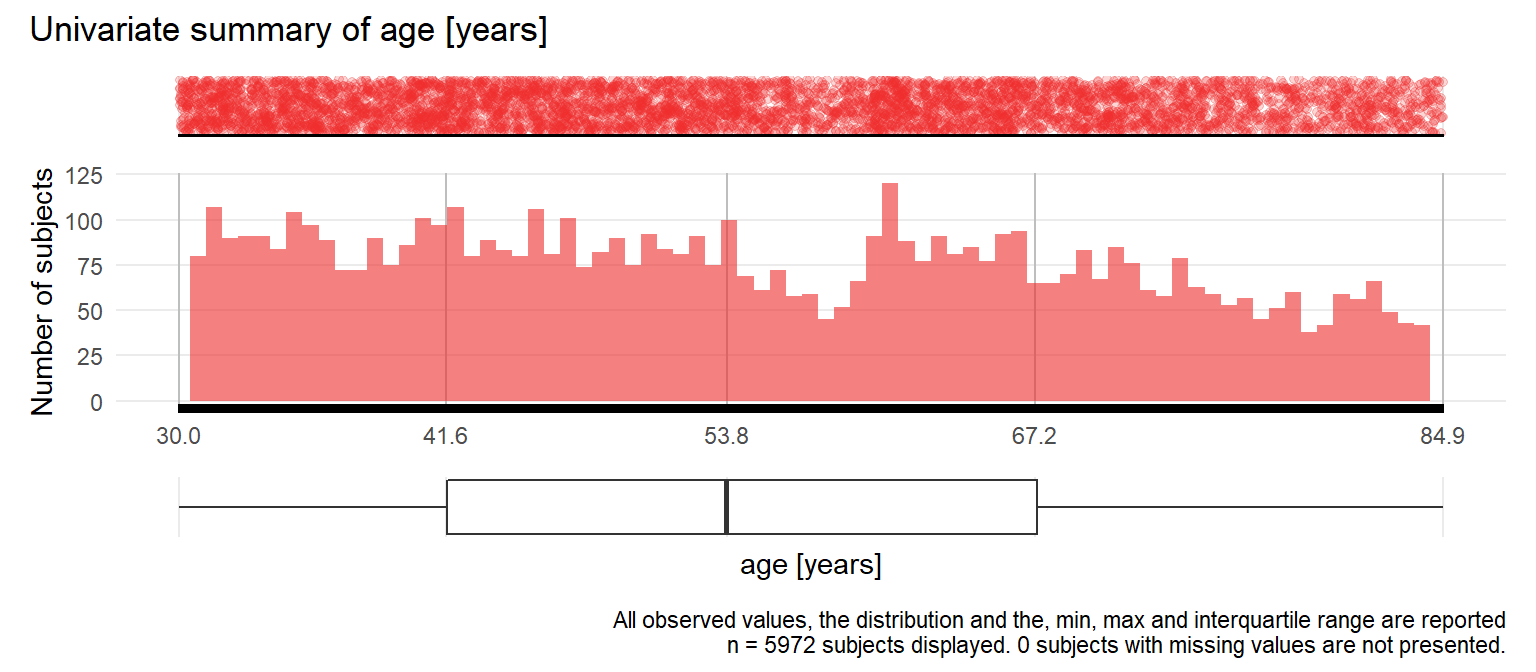 Univariate summary of age [years]
Number of subjects
125
100
75
50
25
0
30.0 41.6 53.8 67.2 84.9
age [years]
All observed values, the distribution and the, min, max and interquartile range are reported
n = 5972 subjects displayed. 0 subjects with missing values are not presented.